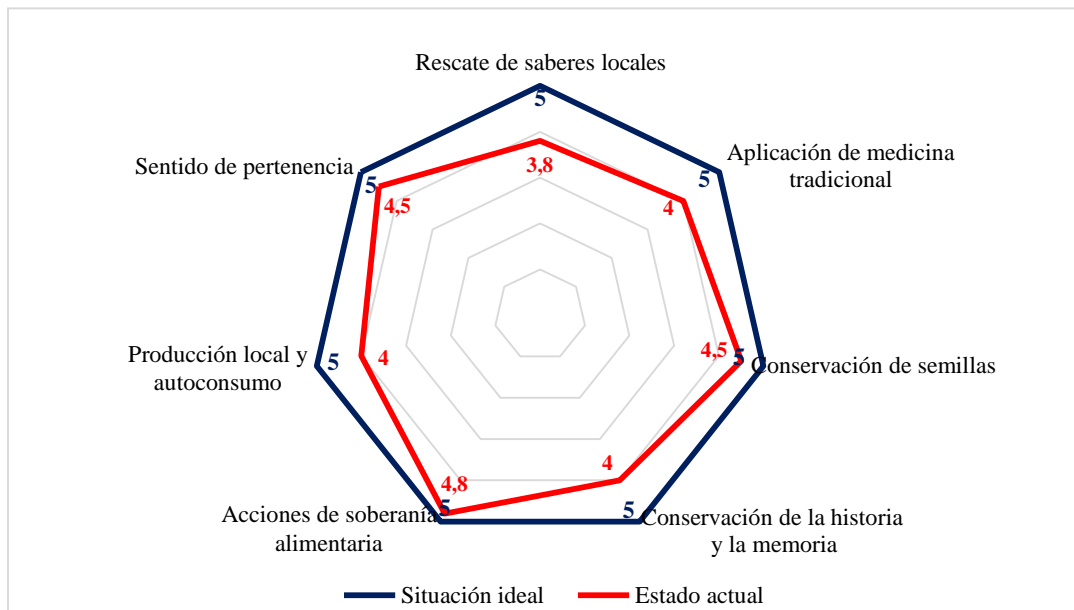 Rescate de saberes locales
5
3,8
Aplicación de medicina
tradicional
5
4
Conservación de semillas
5
4,5
Conservación de la historia
y la memoria
5
4
Acciones de soberanía
alimentaria
5
4,8
Producción local y
autoconsumo
5
4
Sentido de pertenencia
5
4,5
Situación ideal
Estado actual